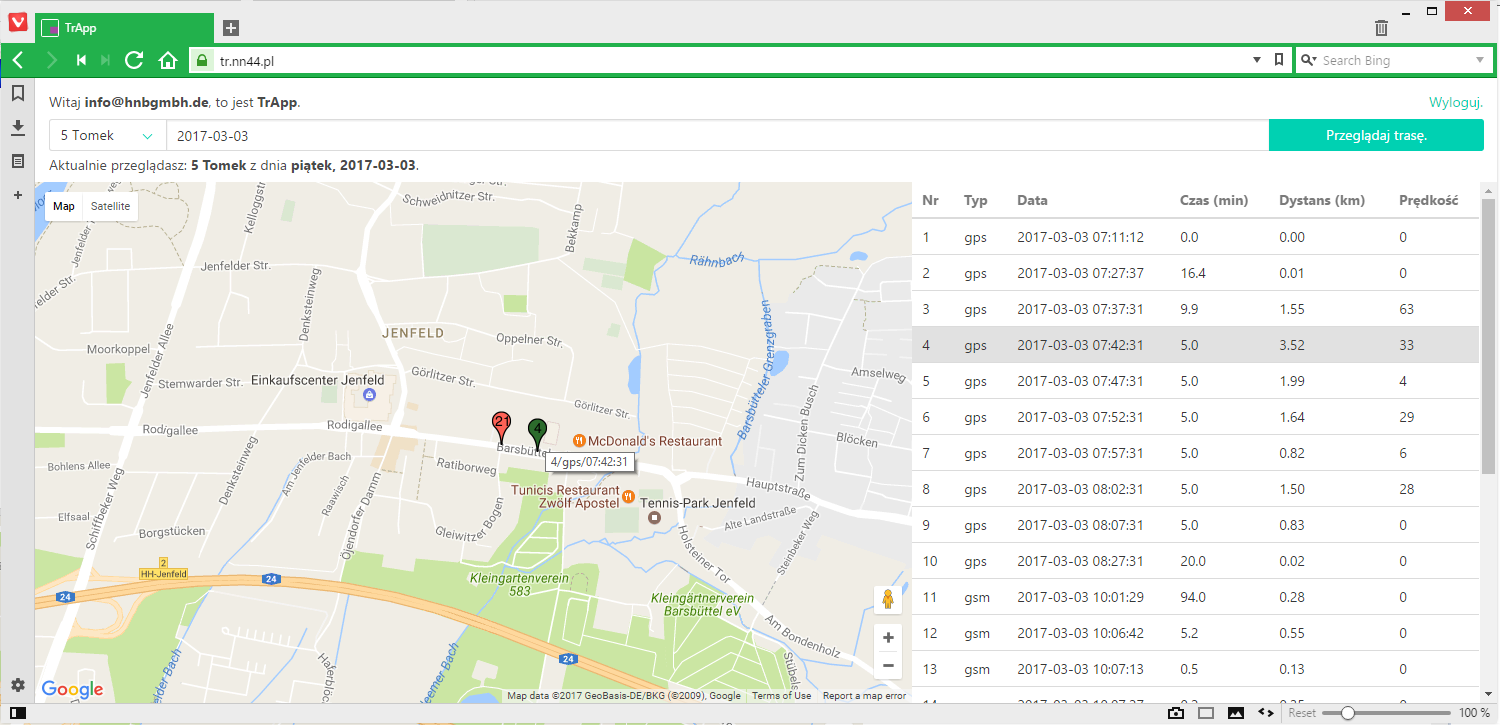 TrApp
tr.nn44.pl
Search Bing
Witaj info@hnbgmbh.de, to jest TrApp.
Wyloguj.
5 Tomek
2017-03-03
Przeglądaj trasę.
Aktualnie przeglądasz: 5 Tomek z dnia piątek, 2017-03-03.
Map Satellite
Schweidnitzer Str.
Kelloggstr.
Bekkamp
Jenfelder Str.
Jenfelder Str.
Rähnbach
Denksteinweg
Barsbütteler Grenzgraben
JENFELD
Oppelner Str.
Moorkoppel
Jenfelder Allee
Görlitzer Str.
Amselweg
Stemwarder Str.
Einkaufscenter Jenfeld
Görlitzer Str.
Zum Dicken Busch
21
4
Rodigallee
Rodigallee
McDonald's Restaurant
Blöcken
4/gps/07:42:31
Bohlens Allee
Am Jenfelder Bach
Ratiborweg
Denksteinweg
Hauptstraße
Raawisch
Tunicis Restaurant
Zwölf Apostel
Tennis-Park Jenfeld
Elfsaal
Schiffbeker Weg
Borgstücken
Öjendorfer Damm
Gleiwitzer Bogen
Alte Landstraße
Steinbeker Weg
Holsteiner Tor
2
HH-Jenfeld
24
24
24
Kleingartenverein
583
Kleingärtnerverein
Barsbüttel eV
Am Bondenholz
Google
Map data ©2017 GeoBasis-DE/BKG (©2009), Google
Terms of Use
Report a map error
Nr Typ Data Czas (min) Dystans (km) Prędkość
1 gps 2017-03-03 07:11:12 0.0 0.00 0
2 gps 2017-03-03 07:27:37 16.4 0.01 0
3 gps 2017-03-03 07:37:31 9.9 1.55 63
4 gps 2017-03-03 07:42:31 5.0 3.52 33
5 gps 2017-03-03 07:47:31 5.0 1.99 4
6 gps 2017-03-03 07:52:31 5.0 1.64 29
7 gps 2017-03-03 07:57:31 5.0 0.82 6
8 gps 2017-03-03 08:02:31 5.0 1.50 28
9 gps 2017-03-03 08:07:31 5.0 0.83 0
10 gps 2017-03-03 08:27:31 20.0 0.02 0
11 gsm 2017-03-03 10:01:29 94.0 0.28 0
12 gsm 2017-03-03 10:06:42 5.2 0.55 0
13 gsm 2017-03-03 10:07:13 0.5 0.13 0
Reset
100 %